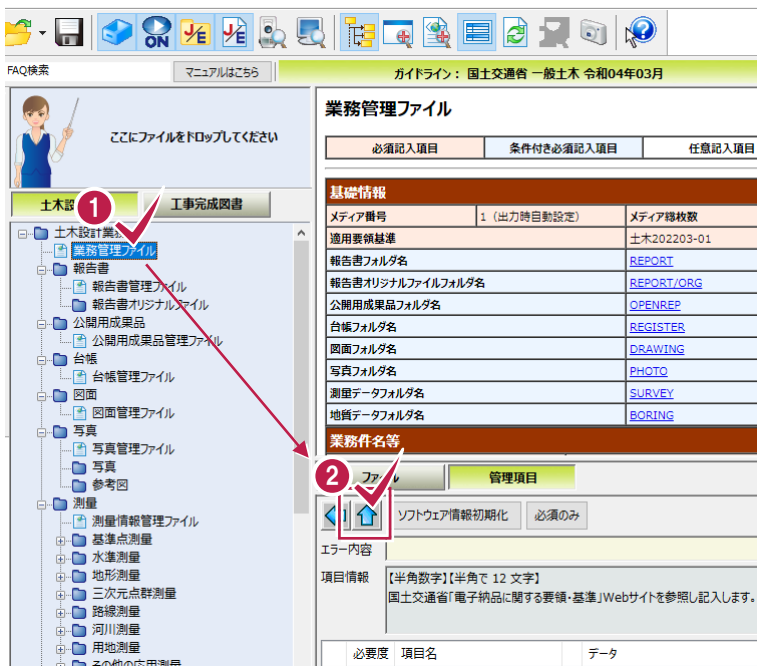 ON
J/E
J/E
FAQ検索
マニュアルはこちら
ガイドライン： 国土交通省 一般土木 令和04年03月
ここにファイルをドロップしてください
土木設
1
工事完成図書
土木設計業務
業務管理ファイル
報告書
報告書管理ファイル
報告書オリジナルファイル
公開用成果品
公開用成果品管理ファイル
台帳
台帳管理ファイル
図面
図面管理ファイル
写真
写真管理ファイル
写真
参考図
測量
測量情報管理ファイル
基準点測量
水準測量
地形測量
三次元点群測量
路線測量
河川測量
用地測量
その他の応用測量
業務管理ファイル
必須記入項目
条件付き必須記入項目
任意記入項目
基礎情報
メディア番号
1（出力時自動設定）
メディア総枚数
適用要領基準
土木202203-01
報告書フォルダ名
REPORT
報告書オリジナルファイルフォルダ名
REPORT/ORG
公開用成果品フォルダ名
OPENREP
台帳フォルダ名
REGISTER
図面フォルダ名
DRAWING
写真フォルダ名
PHOTO
測量データフォルダ名
SURVEY
地質データフォルダ名
BORING
業務件名等
2
ファイル
管理項目
ソフトウェア情報初期化
必須のみ
エラー内容
項目情報
【半角数字】【半角で 12 文字】
国土交通省「電子納品に関する要領・基準」Webサイトを参照し記入します。
必要度
項目名
データ